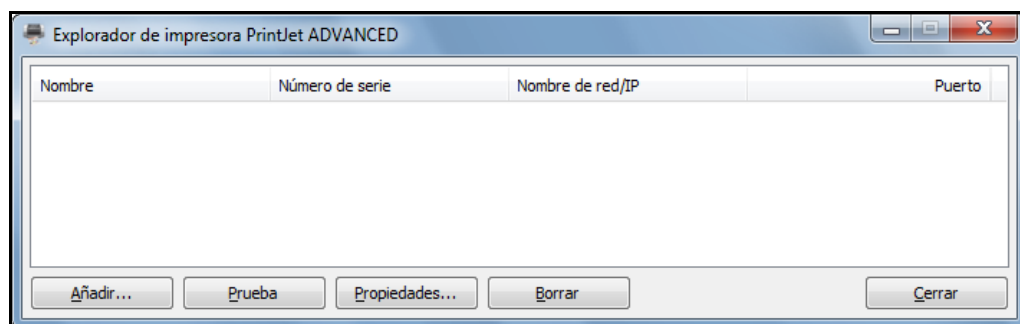 Explorador de impresora PrintJet ADVANCED
Nombre Número de serie Nombre de red/IP Puerto
Añadir... Prueba Propiedades... Borrar Cerrar